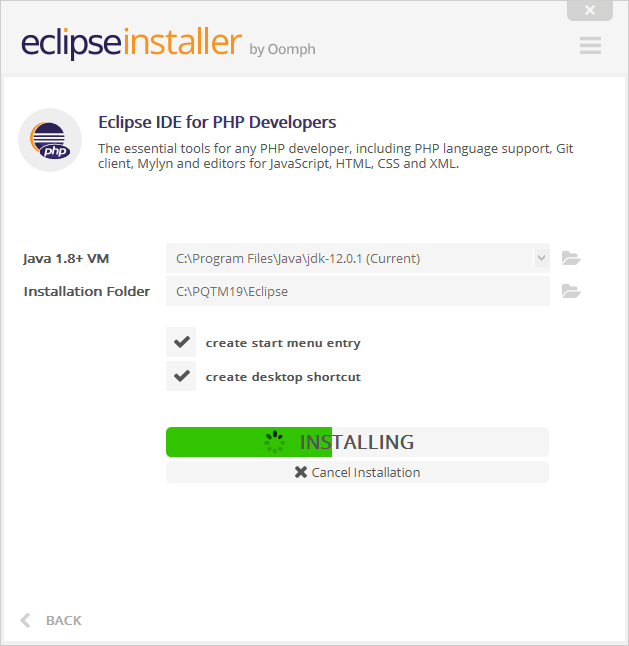 eclipseinstaller by Oomph
php
Eclipse IDE for PHP Developers
The essential tools for any PHP developer, including PHP language support, Git
client, Mylyn and editors for JavaScript, HTML, CSS and XML.
Java 1.8+ VM
C:\Program Files\Java\jdk-12.0.1 (Current)
Installation Folder
C:\PQTM19\Eclipse
create start menu entry
create desktop shortcut
INSTALLING
Cancel Installation
BACK